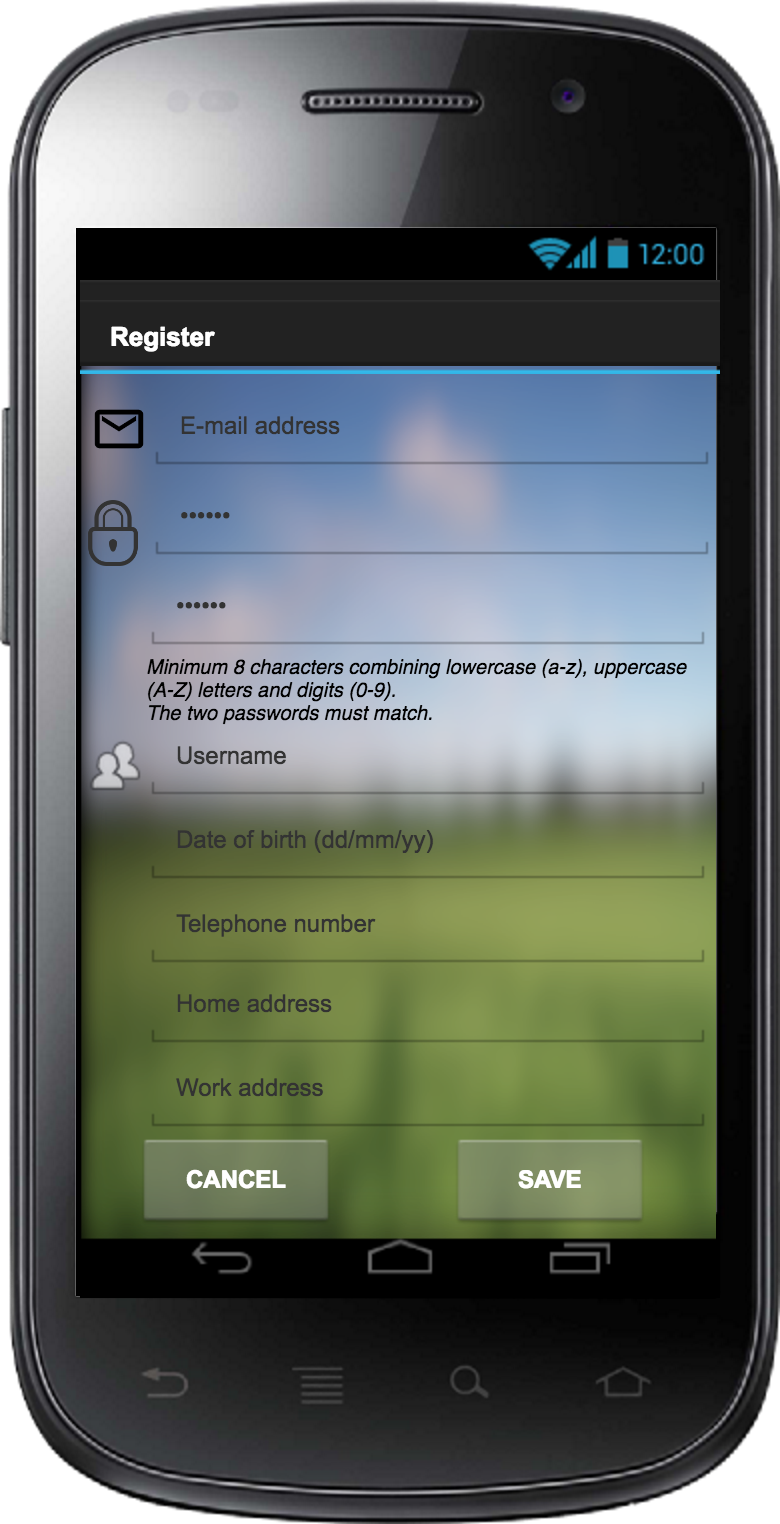 12:00
Register
E-mail address
••••••
••••••
Minimum 8 characters combining lowercase (a-z), uppercase
(A-Z) letters and digits (0-9).
The two passwords must match.
Username
Date of birth (dd/mm/yy)
Telephone number
Home address
Work address
CANCEL SAVE